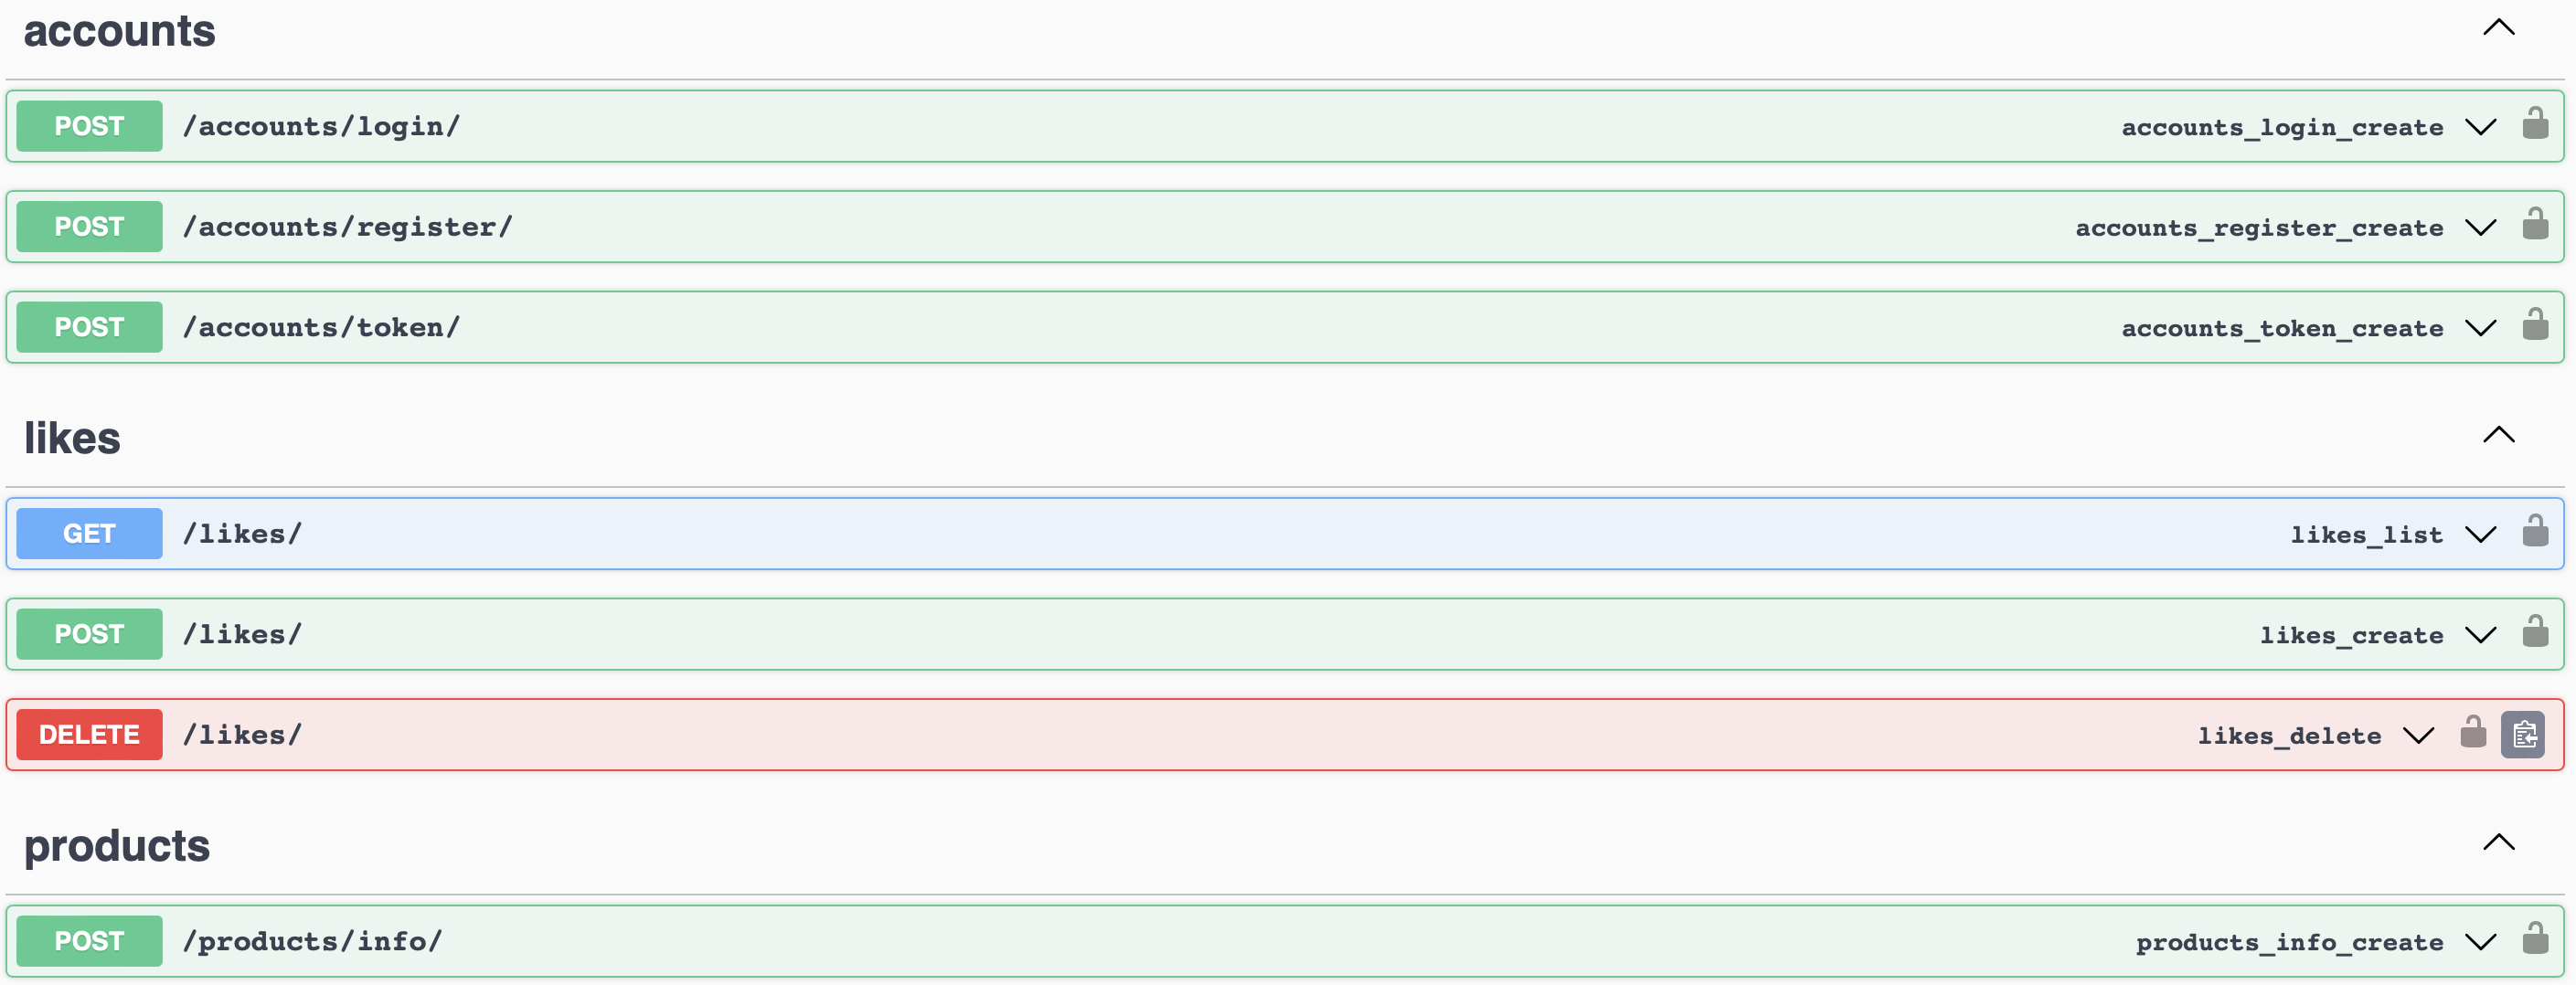 accounts
POST /accounts/login/ accounts_login_create
POST /accounts/register/ accounts_register_create
POST /accounts/token/ accounts_token_create
likes
GET /likes/ likes_list
POST /likes/ likes_create
DELETE /likes/ likes_delete
products
POST /products/info/ products_info_create